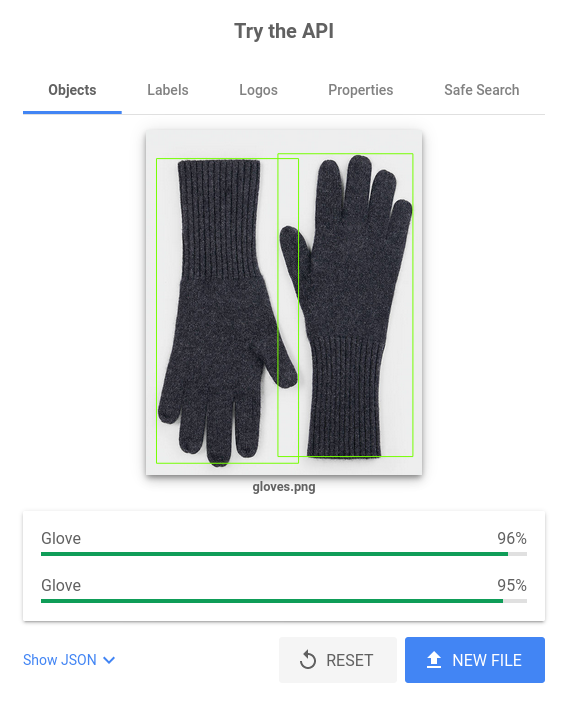 Try the API
Objects Labels Logos Properties Safe Search
gloves.png
Glove 96%
Glove 95%
Show JSON RESET NEW FILE